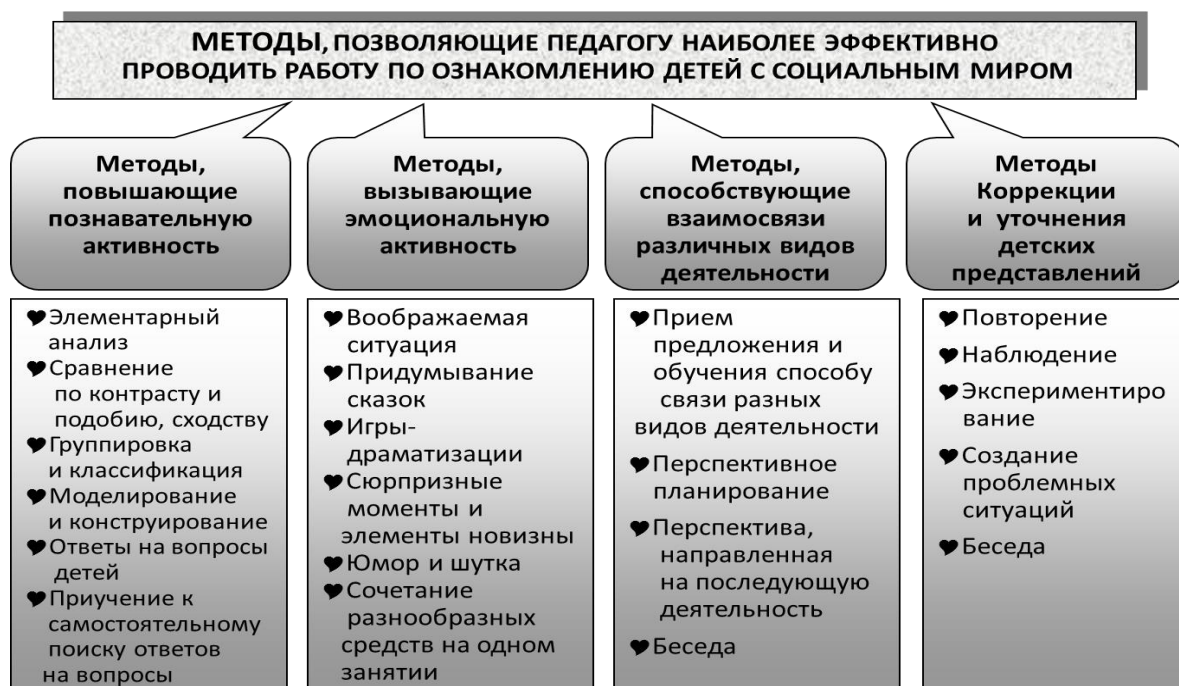 МЕТОДЫ, ПОЗВОЛЯЮЩИЕ ПЕДАГОГУ НАИБОЛЕЕ ЭФФЕКТИВНО
ПРОВОДИТЬ РАБОТУ ПО ОЗНАКОМЛЕНИЮ ДЕТЕЙ С СОЦИАЛЬНЫМ МИРОМ
Методы,
повышающие
познавательную
активность
Элементарный
анализ
Сравнение
по контрасту и
подобию, сходству
Группировка
и классификация
Моделирование
и конструирование
Ответы на вопросы
детей
Приучение к
самостоятельному
поиску ответов
на вопросы
Методы,
вызывающие
эмоциональную
активность
Воображаемая
ситуация
Придумывание
сказок
Игры-
драматизации
Сюрпризные
моменты и
элементы новизны
Юмор и шутка
Сочетание
разнообразных
средств на одном
занятии
Методы,
способствующие
взаимосвязи
различных видов
деятельности
Прием
предложения и
обучения способу
связи разных
видов деятельности
Перспективное
планирование
Перспектива,
направленная
на последующую
деятельность
Беседа
Методы
Коррекции
и уточнения
детских
представлений
Повторение
Наблюдение
Экспериментиро
вание
Создание
проблемных
ситуаций
Беседа